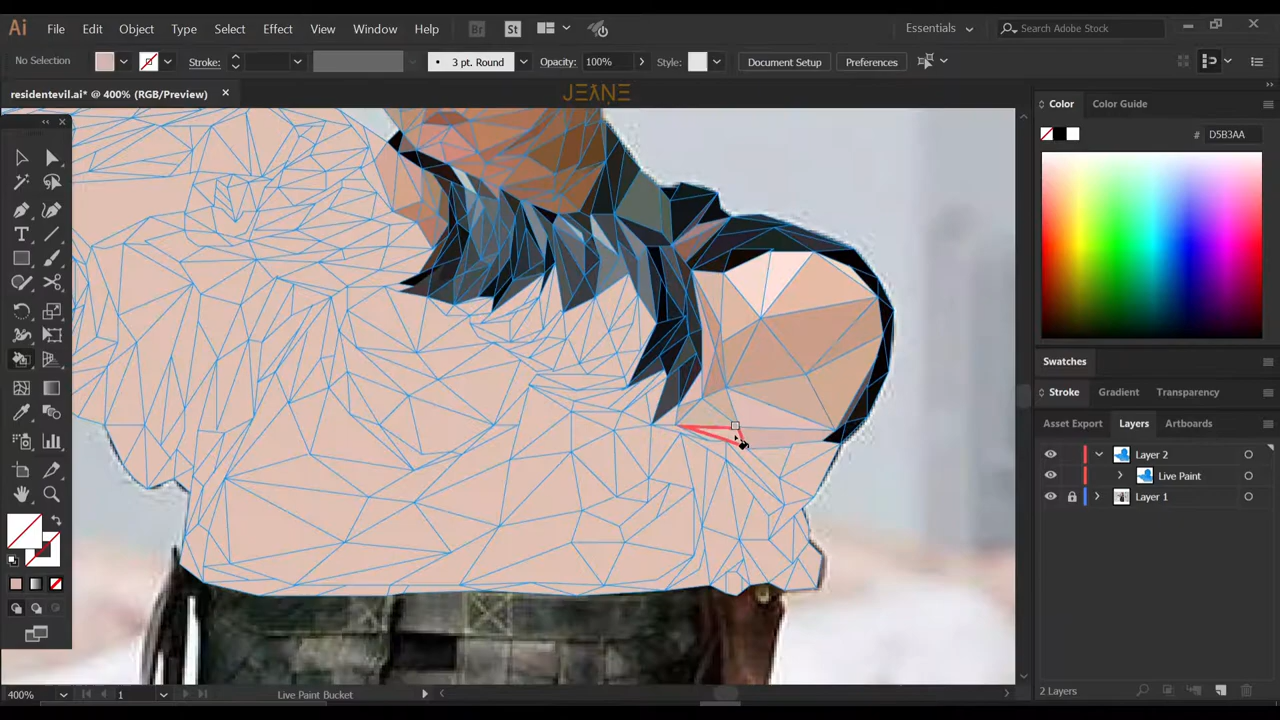 Ai File Edit Object Type Select Effect View Window Help Br St Essentials Search Adobe Stock
No Selection Stroke: 3 pt. Round Opacity: 100% Style: Document Setup Preferences
residentevil.ai* @ 400% (RGB/Preview)
JEANE
Color Color Guide
# D5B3AA
Swatches
Stroke Gradient Transparency
Asset Export Layers Artboards
Layer 2
Live Paint
Layer 1
400% 1 Live Paint Bucket 2 Layers